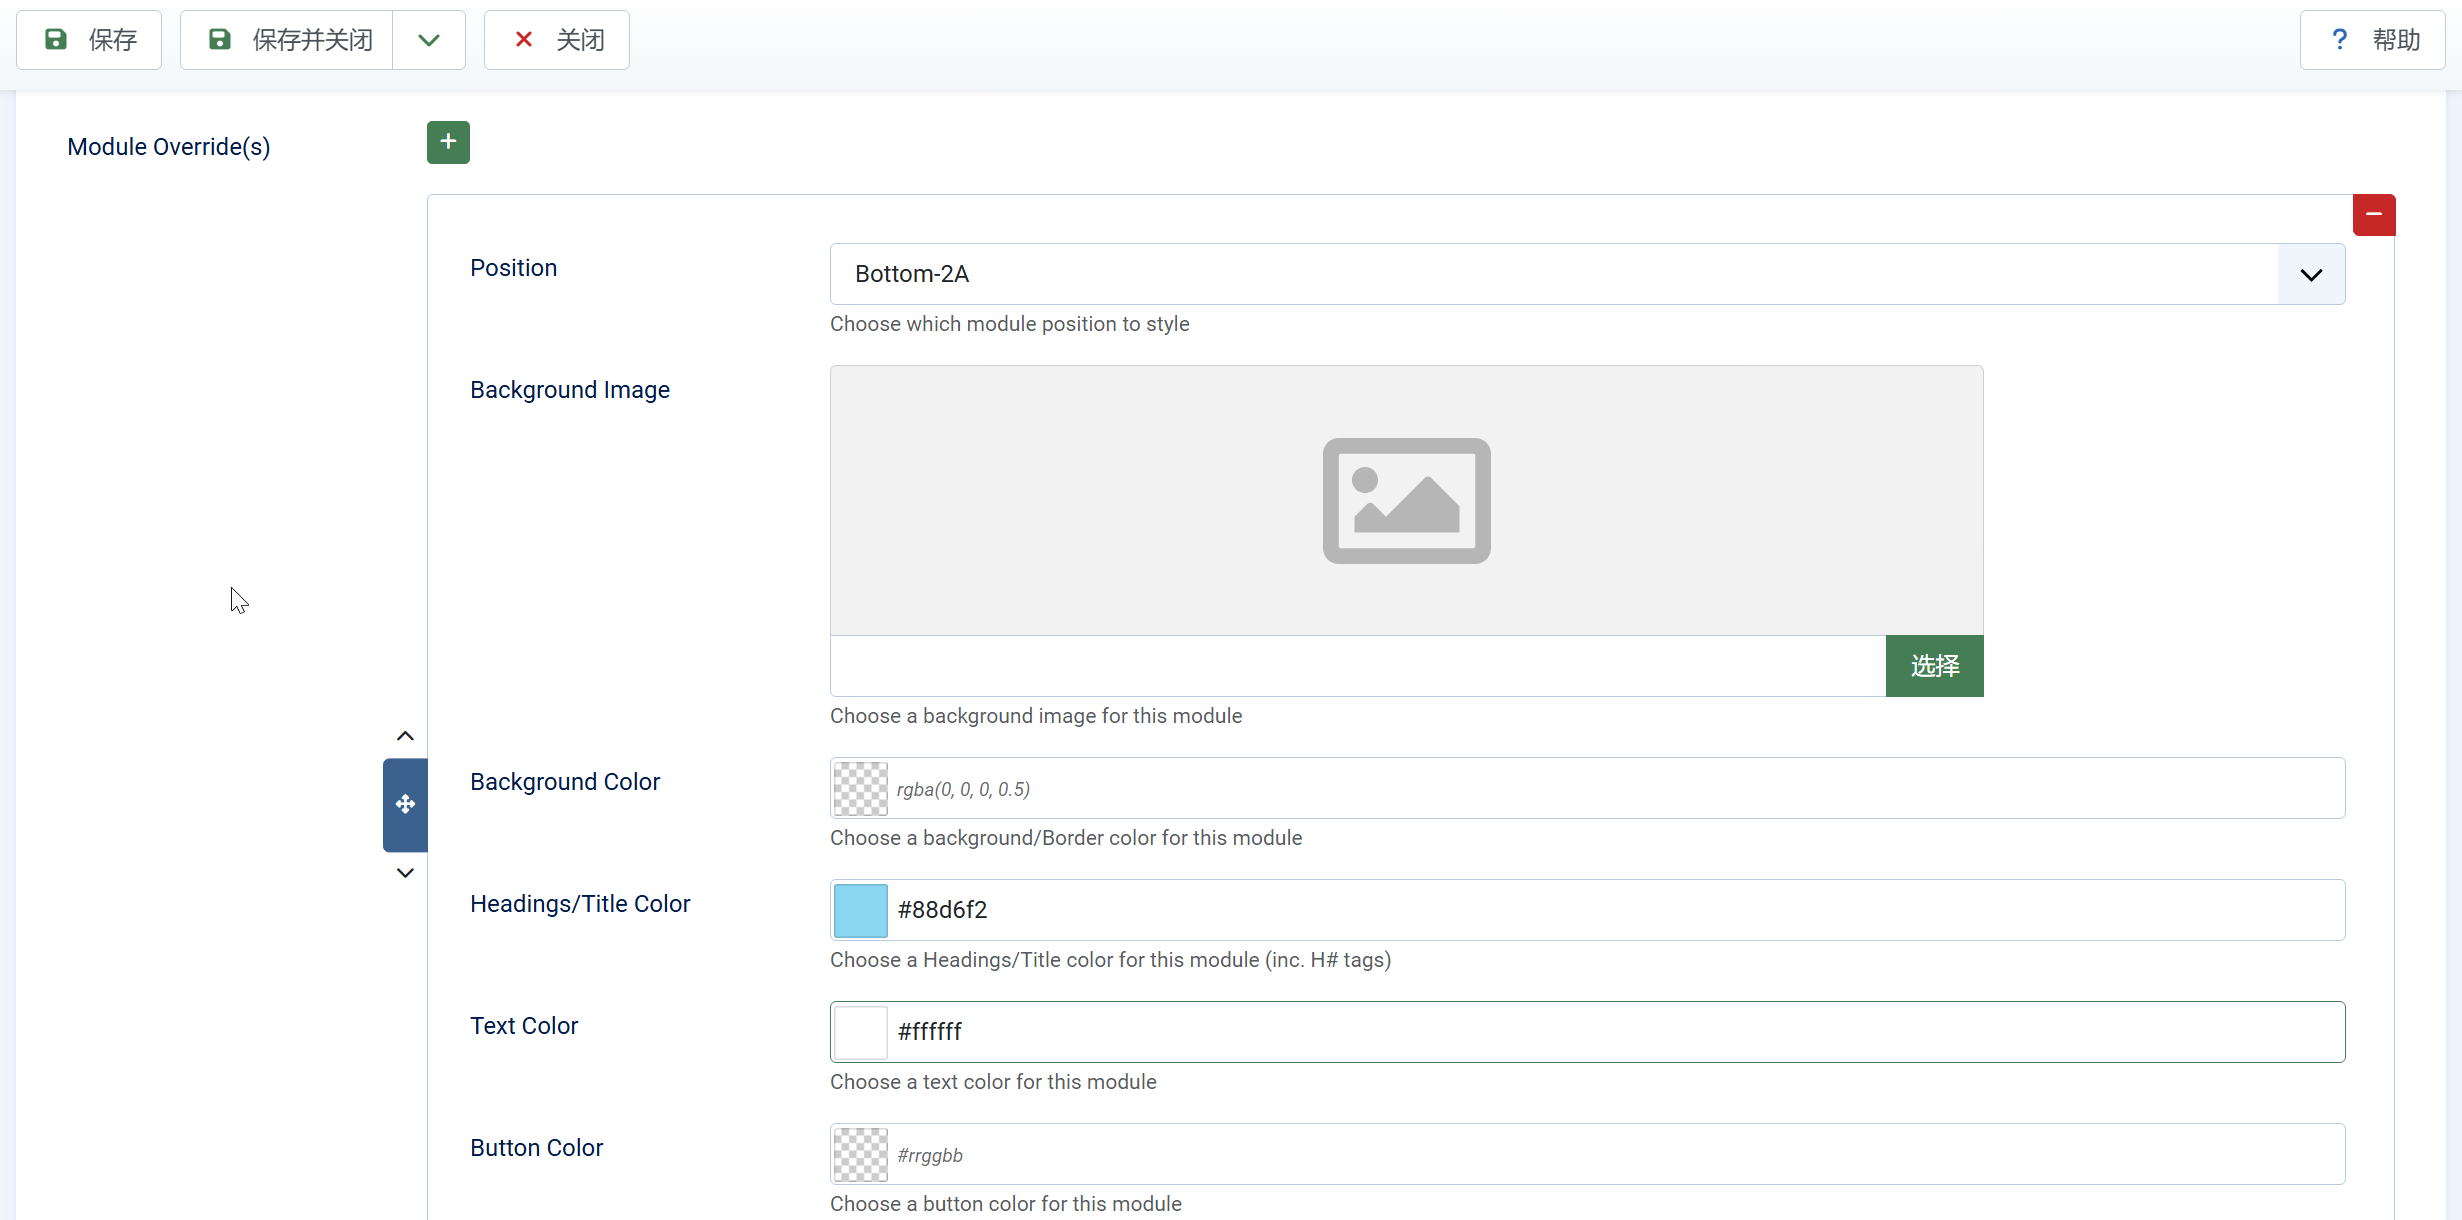 保存
保存并关闭
关闭
? 帮助
Module Override(s)
Position
Bottom-2A
Choose which module position to style
Background Image
选择
Choose a background image for this module
Background Color
rgba(0, 0, 0, 0.5)
Choose a background/Border color for this module
Headings/Title Color
#88d6f2
Choose a Headings/Title color for this module (inc. H# tags)
Text Color
#ffffff
Choose a text color for this module
Button Color
#rrggbb
Choose a button color for this module